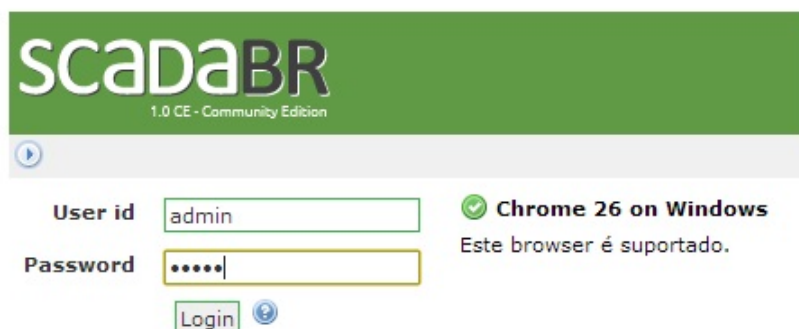 SCADABR
1.0 CE - Community Edition
User id admin
Password •••••
Login
Chrome 26 on Windows
Este browser é suportado.